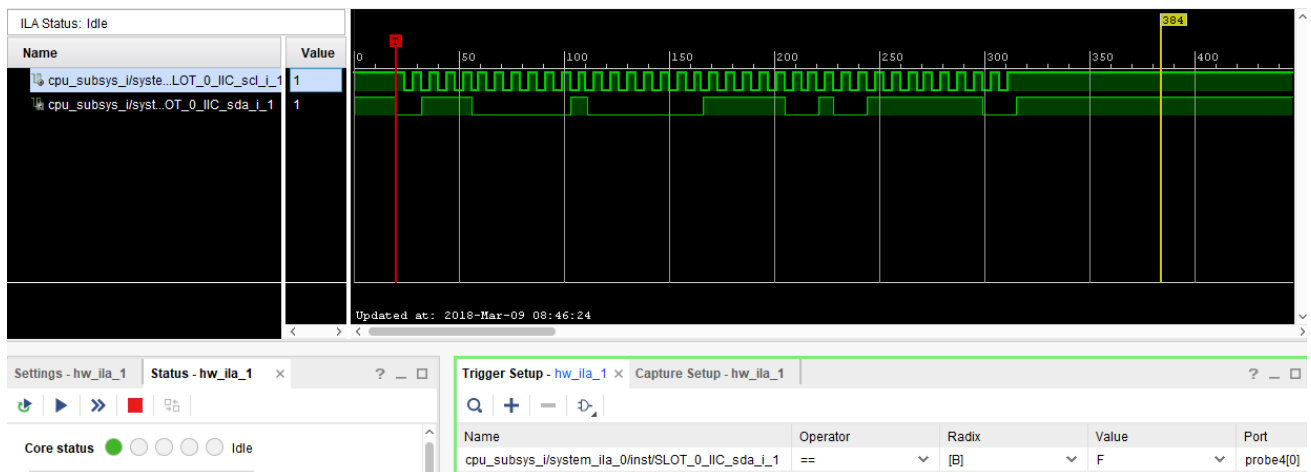 ILA Status: Idle
Name Value
cpu_subsys_i/syste...LOT_0_IIC_scl_i_1 1
cpu_subsys_i/syst...OT_0_IIC_sda_i_1 1
384
T
0 50 100 150 200 250 300 350 400
Updated at: 2018-Mar-09 08:46:24
Settings - hw_ila_1 Status - hw_ila_1 × ? _ □
Core status Idle
Trigger Setup - hw_ila_1 × Capture Setup - hw_ila_1 ? _ □
Name Operator Radix Value Port
cpu_subsys_i/system_ila_0/inst/SLOT_0_IIC_sda_i_1 == [B] F probe4[0]